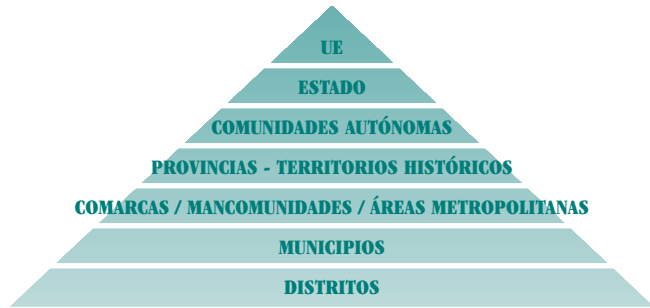 UE
ESTADO
COMUNIDADES AUTÓNOMAS
PROVINCIAS - TERRITORIOS HISTÓRICOS
COMARCAS / MANCOMUNIDADES / ÁREAS METROPOLITANAS
MUNICIPIOS
DISTRITOS